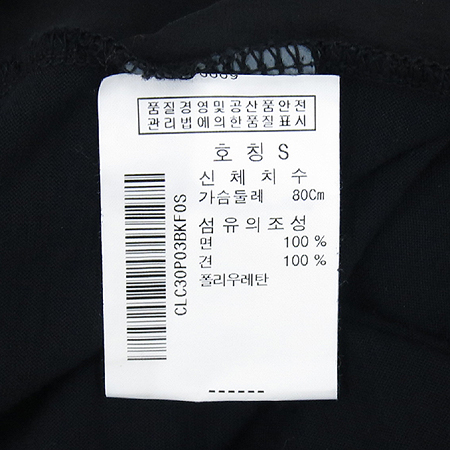 품질경영및공산품안전
관리법에의한품질표시
호 칭 S
신 체 치 수
가슴둘레 80Cm
섬유의조성
면 100 %
견 100 %
폴리우레탄
------
CLC30P03BKF0S